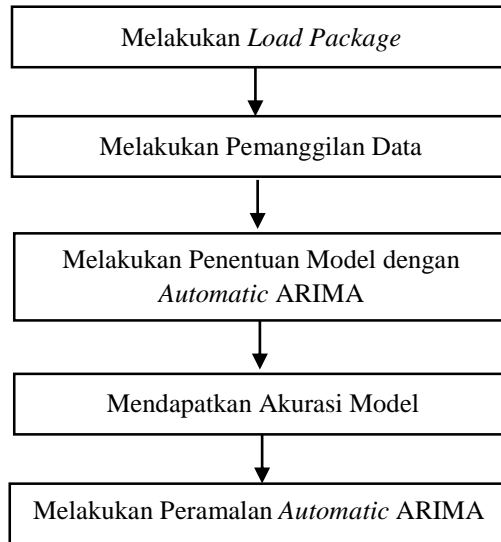 Melakukan Load Package
Melakukan Pemanggilan Data
Melakukan Penentuan Model dengan
Automatic ARIMA
Mendapatkan Akurasi Model
Melakukan Peramalan Automatic ARIMA